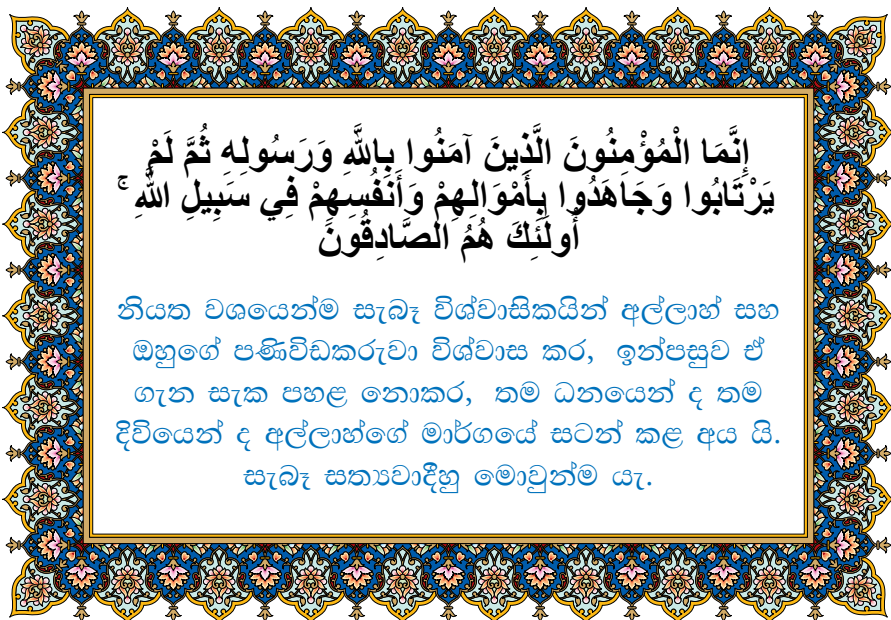 إِنَّمَا الْمُؤْمِنُونَ الَّذِينَ آمَنُوا بِاللَّهِ وَرَسُولِهِ ثُمَّ لَمْ
يَرْتَابُوا وَجَاهَدُوا بِأَمْوَالِهِمْ وَأَنْفُسِهِمْ فِي سَبِيلِ اللَّهِ ۚ
أُولَٰئِكَ هُمُ الصَّادِقُونَ
නියත වශයෙන්ම සැබෑ විශ්වාසිකයින් අල්ලාහ් සහ
ඔහුගේ පණිවිඩකරුවා විශ්වාස කර, ඉන්පසුව ඒ
ගැන සැක පහළ නොකර, තම ධනයෙන් ද තම
දිවියෙන් ද අල්ලාහ්ගේ මාර්ගයේ සටන් කළ අය යි.
සැබෑ සත්‍යවාදීහු මොවුන්ම යැ.